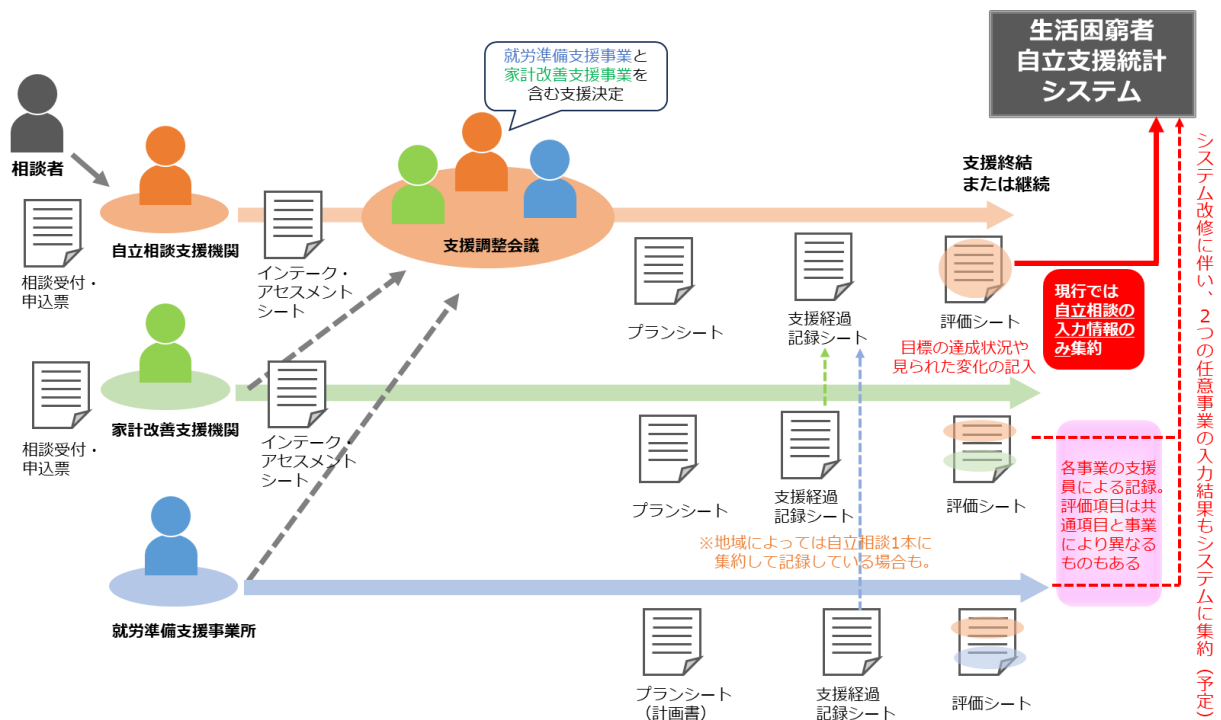 生活困窮者
自立支援統計
システム
就労準備支援事業と
家計改善支援事業を
含む支援決定
相談者
支援終結
または継続
自立相談支援機関
支援調整会議
相談受付・
申込票
インテーク・
アセスメント
シート
プランシート
支援経過
記録シート
評価シート
現行では
自立相談の
入力情報の
み集約
目標の達成状況や
見られた変化の記入
システム改修に伴い、2つの任意事業の入力結果もシステムに集約(予定)
家計改善支援機関
相談受付・
申込票
インテーク・
アセスメント
シート
プランシート
支援経過
記録シート
評価シート
各事業の支援
員による記録。
評価項目は共
通項目と事業
により異なる
ものもある
※地域によっては自立相談1本に
集約して記録している場合も。
就労準備支援事業所
プランシート
(計画書)
支援経過
記録シート
評価シート